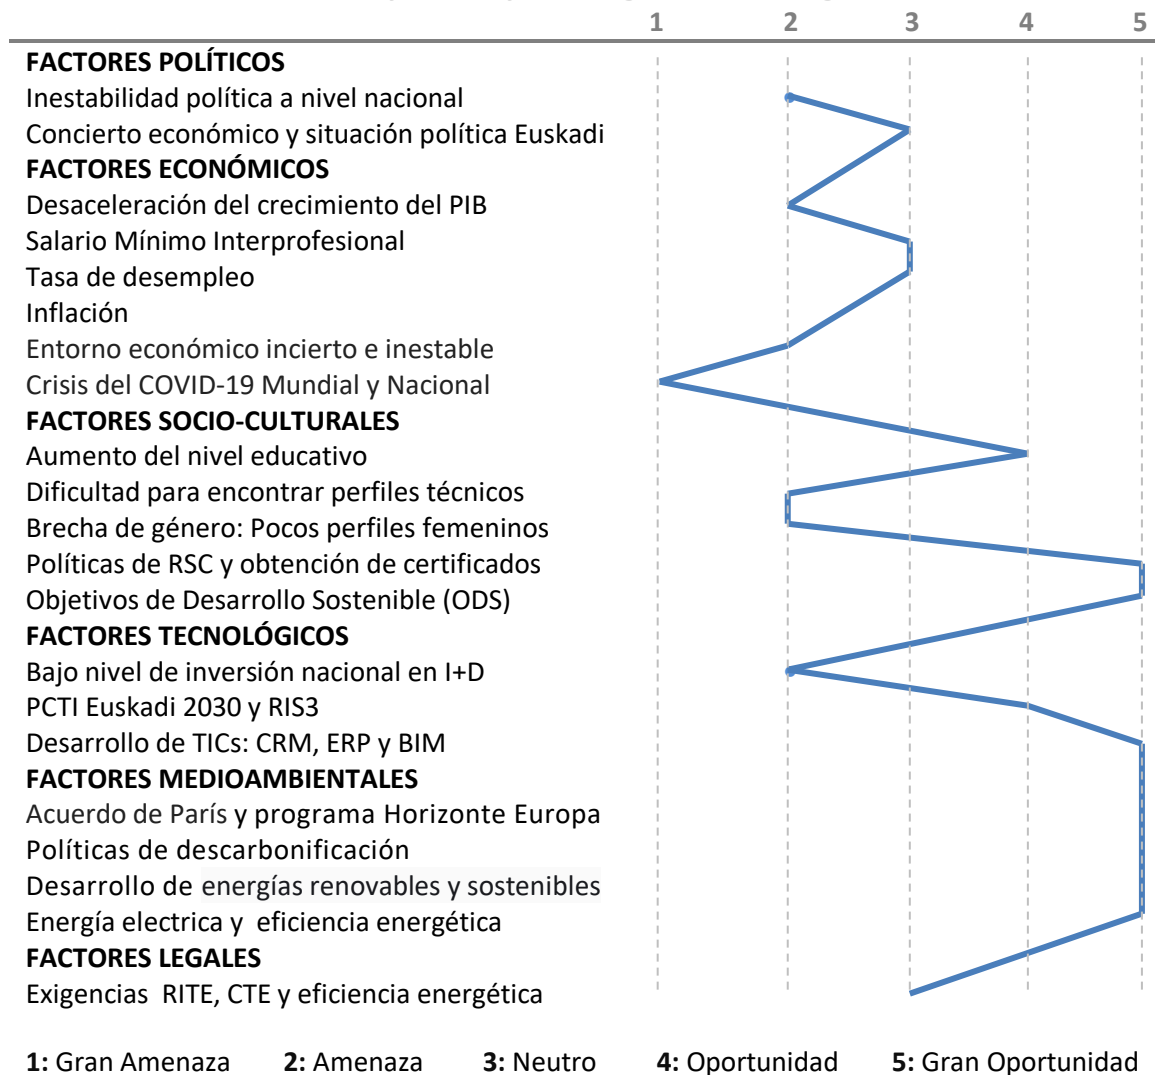 1 2 3 4 5
FACTORES POLÍTICOS
Inestabilidad política a nivel nacional
Concierto económico y situación política Euskadi
FACTORES ECONÓMICOS
Desaceleración del crecimiento del PIB
Salario Mínimo Interprofesional
Tasa de desempleo
Inflación
Entorno económico incierto e inestable
Crisis del COVID-19 Mundial y Nacional
FACTORES SOCIO-CULTURALES
Aumento del nivel educativo
Dificultad para encontrar perfiles técnicos
Brecha de género: Pocos perfiles femeninos
Políticas de RSC y obtención de certificados
Objetivos de Desarrollo Sostenible (ODS)
FACTORES TECNOLÓGICOS
Bajo nivel de inversión nacional en I+D
PCTI Euskadi 2030 y RIS3
Desarrollo de TICs: CRM, ERP y BIM
FACTORES MEDIOAMBIENTALES
Acuerdo de París y programa Horizonte Europa
Políticas de descarbonificación
Desarrollo de energías renovables y sostenibles
Energía electrica y eficiencia energética
FACTORES LEGALES
Exigencias RITE, CTE y eficiencia energética
1: Gran Amenaza 2: Amenaza 3: Neutro 4: Oportunidad 5: Gran Oportunidad